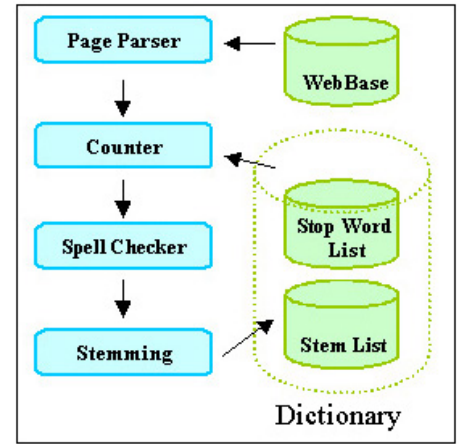 Page Parser
WebBase
Counter
Stop Word
List
Spell Checker
Stem List
Stemming
Dictionary